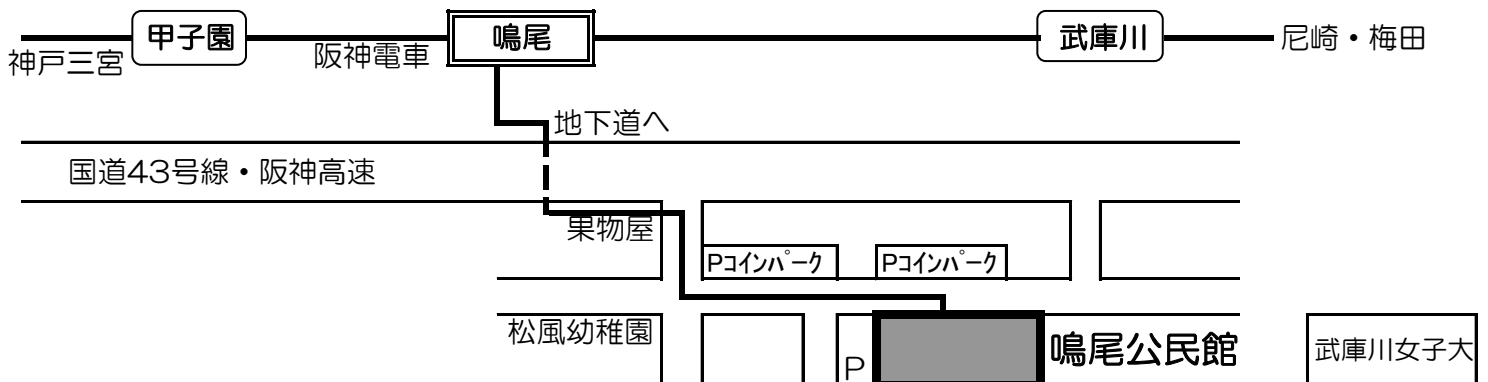 甲子園
鳴尾
武庫川
尼崎・梅田
神戸三宮
阪神電車
地下道へ
国道43号線・阪神高速
果物屋
Pコインパーク
Pコインパーク
松風幼稚園
P
鳴尾公民館
武庫川女子大